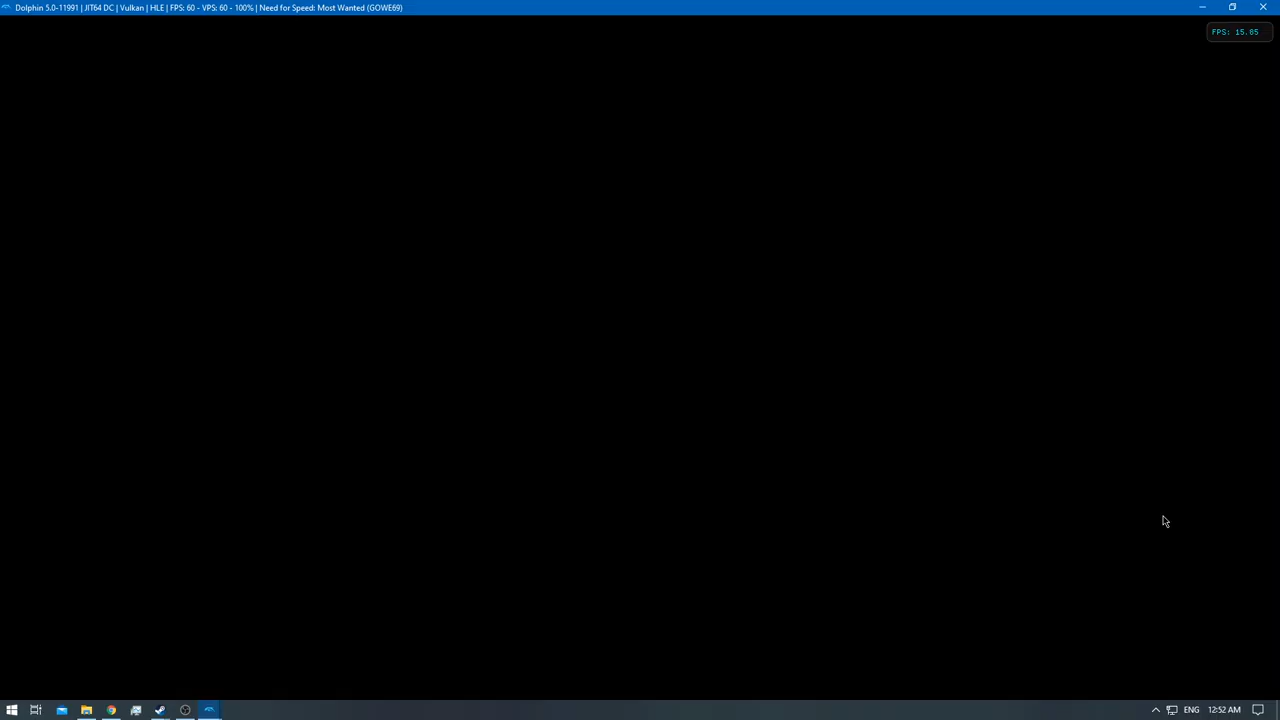 Dolphin 5.0-11991 | JIT64 DC | Vulkan | HLE | FPS: 60 - VPS: 60 - 100% | Need for Speed: Most Wanted (GOWE69)
FPS: 15.65
ENG
12:52 AM